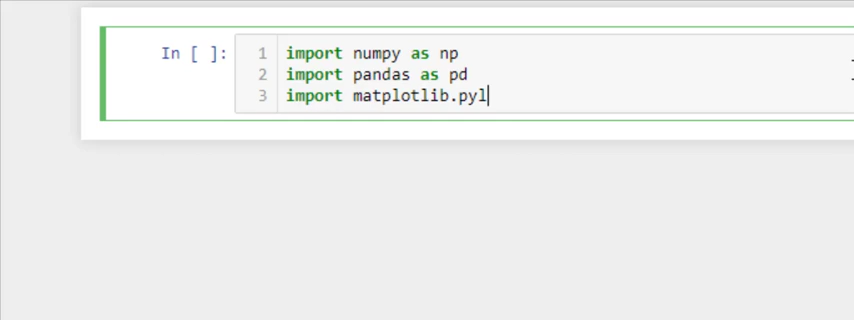 In [ ]:
1 import numpy as np
2 import pandas as pd
3 import matplotlib.pyl